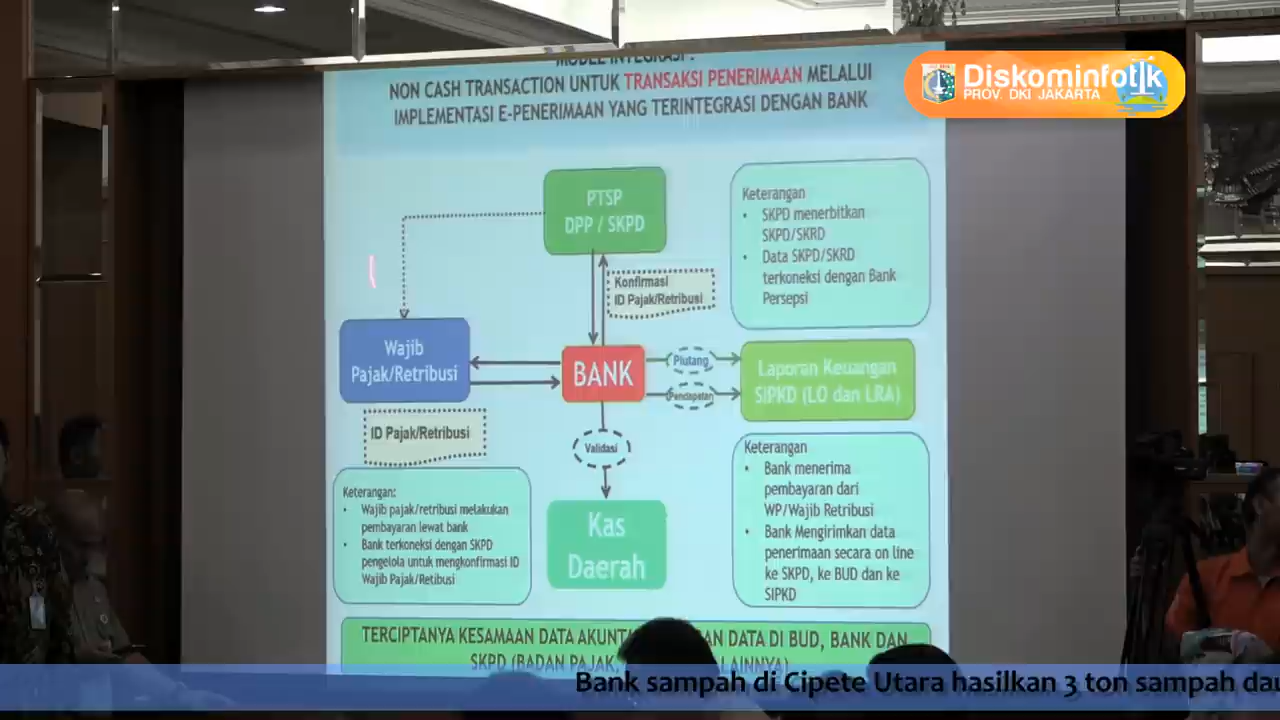 MODEL INTEGRASI :
NON CASH TRANSACTION UNTUK TRANSAKSI PENERIMAAN MELALUI
IMPLEMENTASI E-PENERIMAAN YANG TERINTEGRASI DENGAN BANK
Diskominfotik
PROV. DKI JAKARTA
PTSP
DPP / SKPD
Keterangan
• SKPD menerbitkan
SKPD/SKRD
• Data SKPD/SKRD
terkoneksi dengan Bank
Persepsi
Konfirmasi
ID Pajak/Retribusi
Wajib
Pajak/Retribusi
BANK
Piutang
Pendapatan
Laporan Keuangan
SIPKD (LO dan LRA)
ID Pajak/Retribusi
Validasi
Kas
Daerah
Keterangan:
• Wajib pajak/retribusi melakukan
pembayaran lewat bank
• Bank terkoneksi dengan SKPD
pengelola untuk mengkonfirmasi ID
Wajib Pajak/Retibusi
Keterangan
• Bank menerima
pembayaran dari
WP/Wajib Retribusi
• Bank Mengirimkan data
penerimaan secara on line
ke SKPD, ke BUD dan ke
SIPKD
TERCIPTANYA KESAMAAN DATA DI BUD, BANK DAN
SKPD (BADAN PAJAK, LAINNYA)
Bank sampah di Cipete Utara hasilkan 3 ton sampah dau